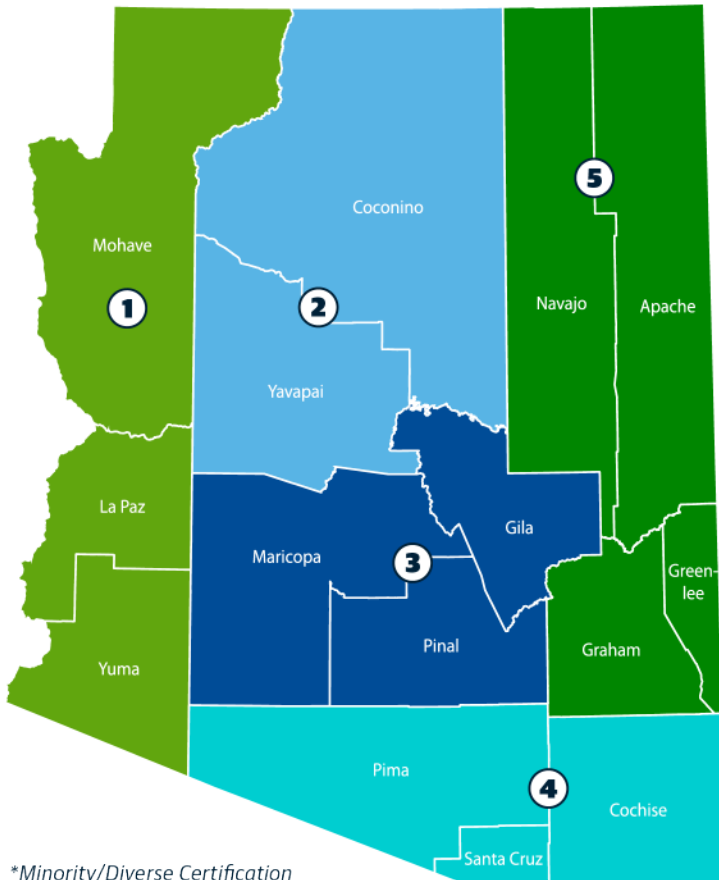 Coconino
5
Mohave
1
2
Navajo
Apache
Yavapai
La Paz
Gila
Maricopa
3
Green-
lee
Pinal
Graham
Yuma
Pima
4
Cochise
Santa Cruz
*Minority/Diverse Certification